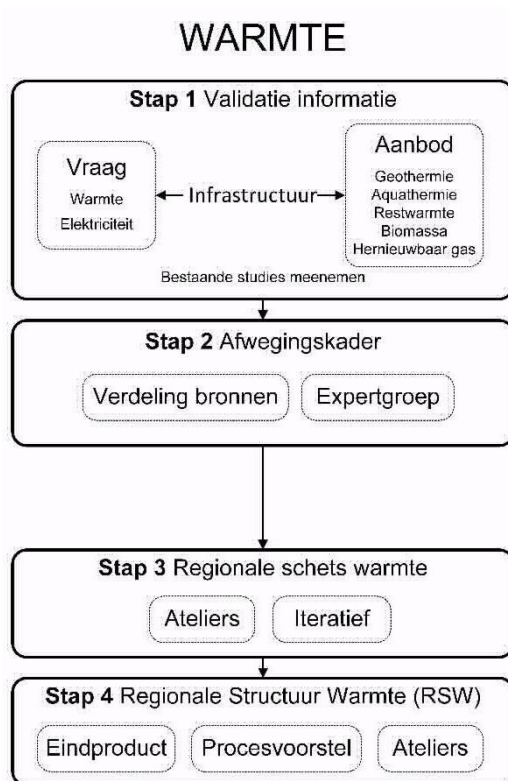 WARMTE
Stap 1 Validatie informatie
Vraag
Warmte
Elektriciteit
Infrastructuur
Aanbod
Geothermie
Aquathermie
Restwarmte
Biomassa
Hernieuwbaar gas
Bestaande studies meenemen
Stap 2 Afwegingskader
Verdeling bronnen
Expertgroep
Stap 3 Regionale schets warmte
Ateliers
Iteratief
Stap 4 Regionale Structuur Warmte (RSW)
Eindproduct
Procesvoorstel
Ateliers